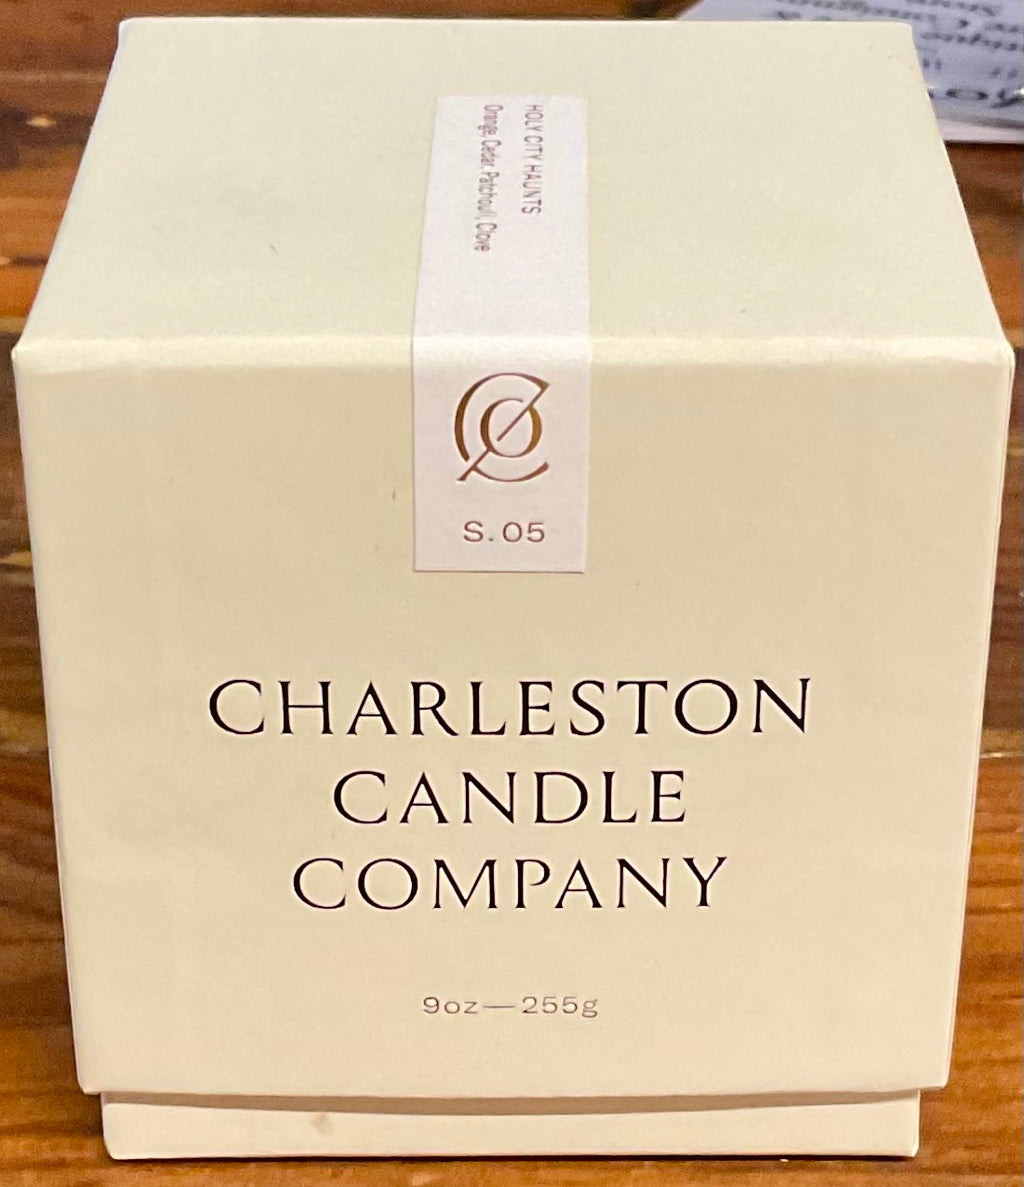 HOLY CITY HAUNTS
Orange, Cedar, Patchouli, Clove
S.05
CHARLESTON
CANDLE
COMPANY
9oz—255g